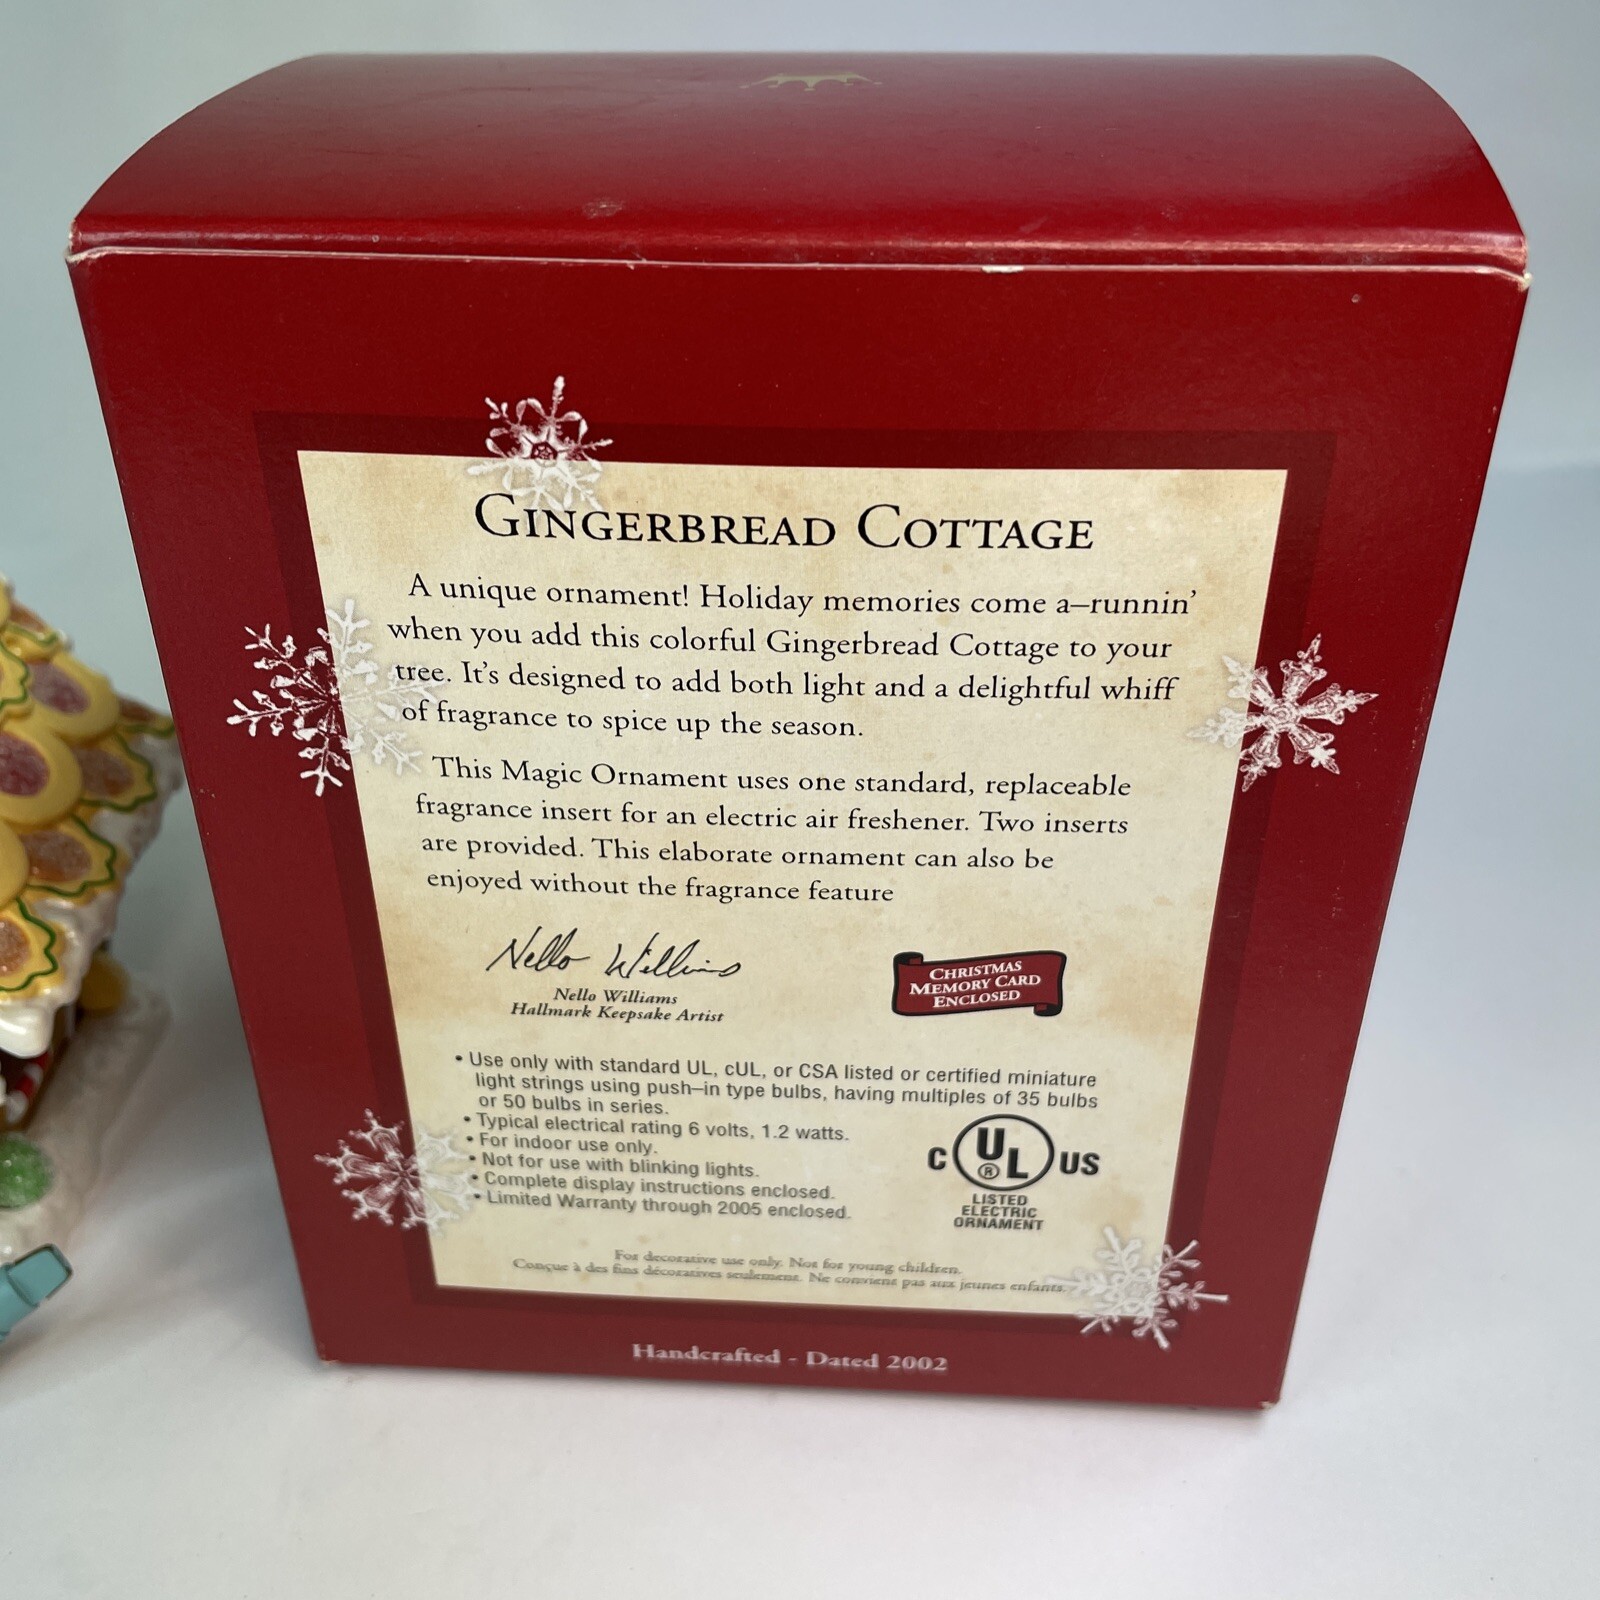 GINGERBREAD COTTAGE
A unique ornament! Holiday memories come a–runnin'
when you add this colorful Gingerbread Cottage to your
tree. It's designed to add both light and a delightful whiff
of fragrance to spice up the season.
This Magic Ornament uses one standard, replaceable
fragrance insert for an electric air freshener. Two inserts
are provided. This elaborate ornament can also be
enjoyed without the fragrance feature
Nello Williams
Nello Williams
Hallmark Keepsake Artist
CHRISTMAS
MEMORY CARD
ENCLOSED
• Use only with standard UL, cUL, or CSA listed or certified miniature
light strings using push–in type bulbs, having multiples of 35 bulbs
or 50 bulbs in series.
• Typical electrical rating 6 volts, 1.2 watts.
• For indoor use only.
• Not for use with blinking lights.
• Complete display instructions enclosed.
• Limited Warranty through 2005 enclosed.
C UL® US
LISTED
ELECTRIC
ORNAMENT
For decorative use only. Not for young children.
Conçue à des fins décoratives seulement. Ne convient pas aux jeunes enfants.
Handcrafted - Dated 2002